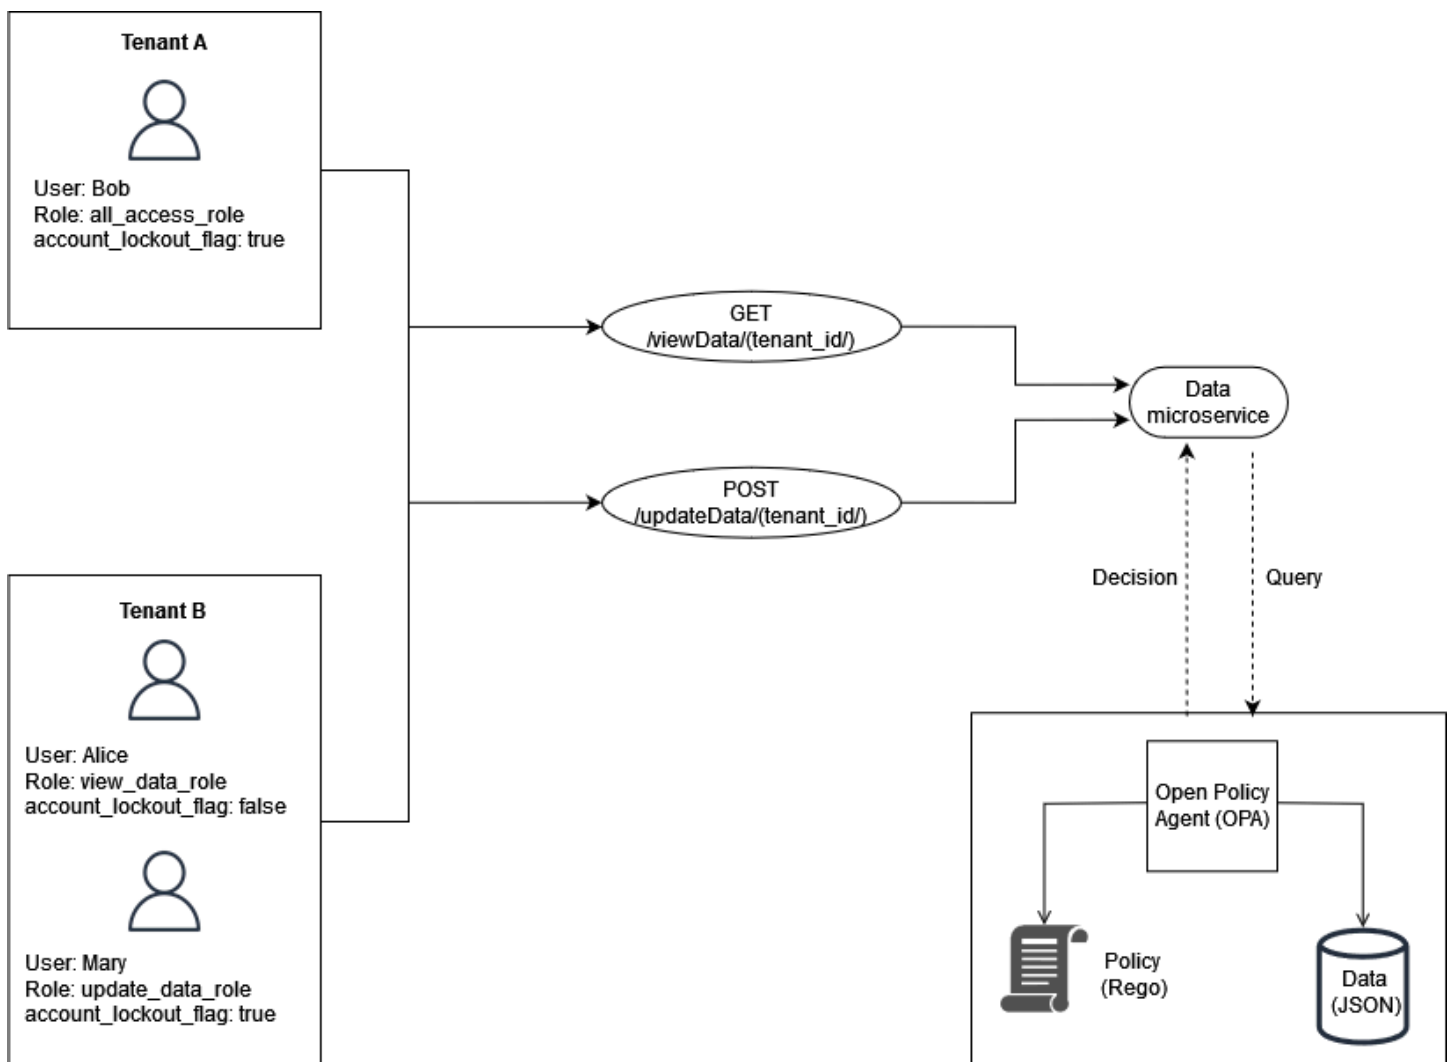 Tenant A
User: Bob
Role: all_access_role
account_lockout_flag: true
GET
/viewData/(tenant_id/)
Data
microservice
POST
/updateData/(tenant_id/)
Decision
Query
Tenant B
User: Alice
Role: view_data_role
account_lockout_flag: false
User: Mary
Role: update_data_role
account_lockout_flag: true
Open Policy
Agent (OPA)
Policy
(Rego)
Data
(JSON)